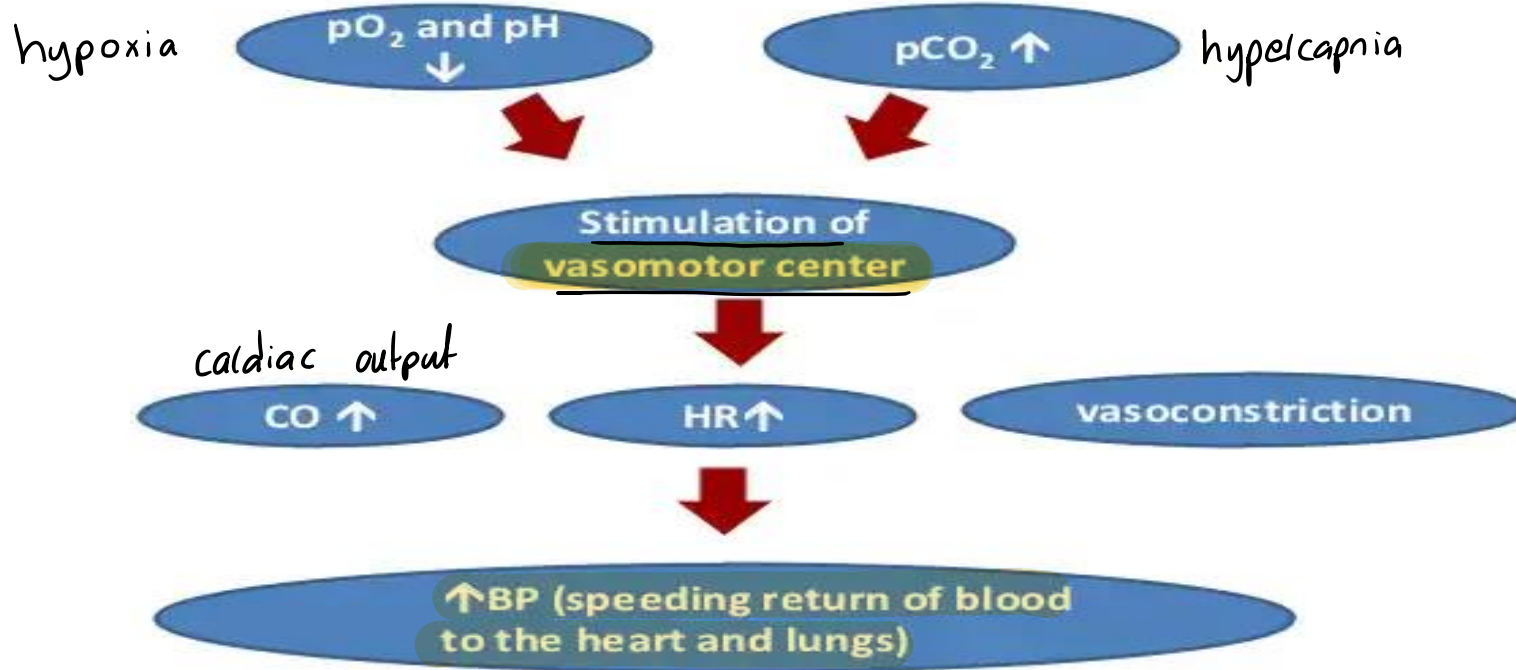 hypoxia
pO₂ and pH
↓
pCO₂ ↑
hypercapnia
Stimulation of
vasomotor center
cardiac output
CO ↑
HR↑
vasoconstriction
↑BP (speeding return of blood
to the heart and lungs)